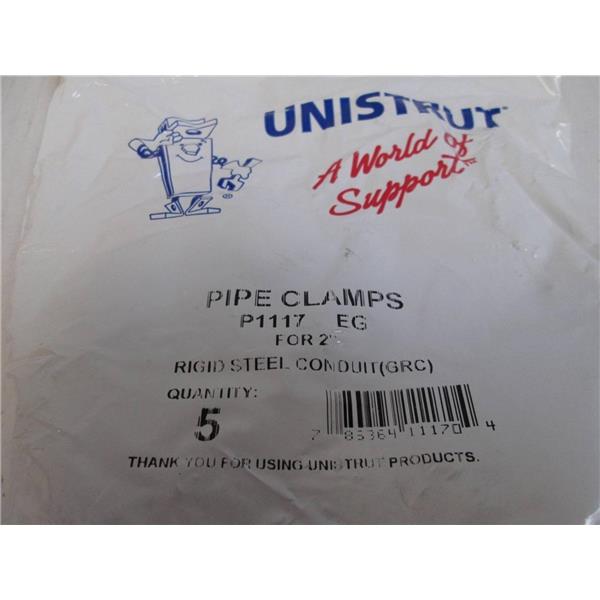 UNISTRUT
A World of
Support™
®
PIPE CLAMPS
P1117 EG
FOR 2"
RIGID STEEL CONDUIT(GRC)
QUANTITY:
5
7 85364 11170 4
THANK YOU FOR USING UNISTRUT PRODUCTS.